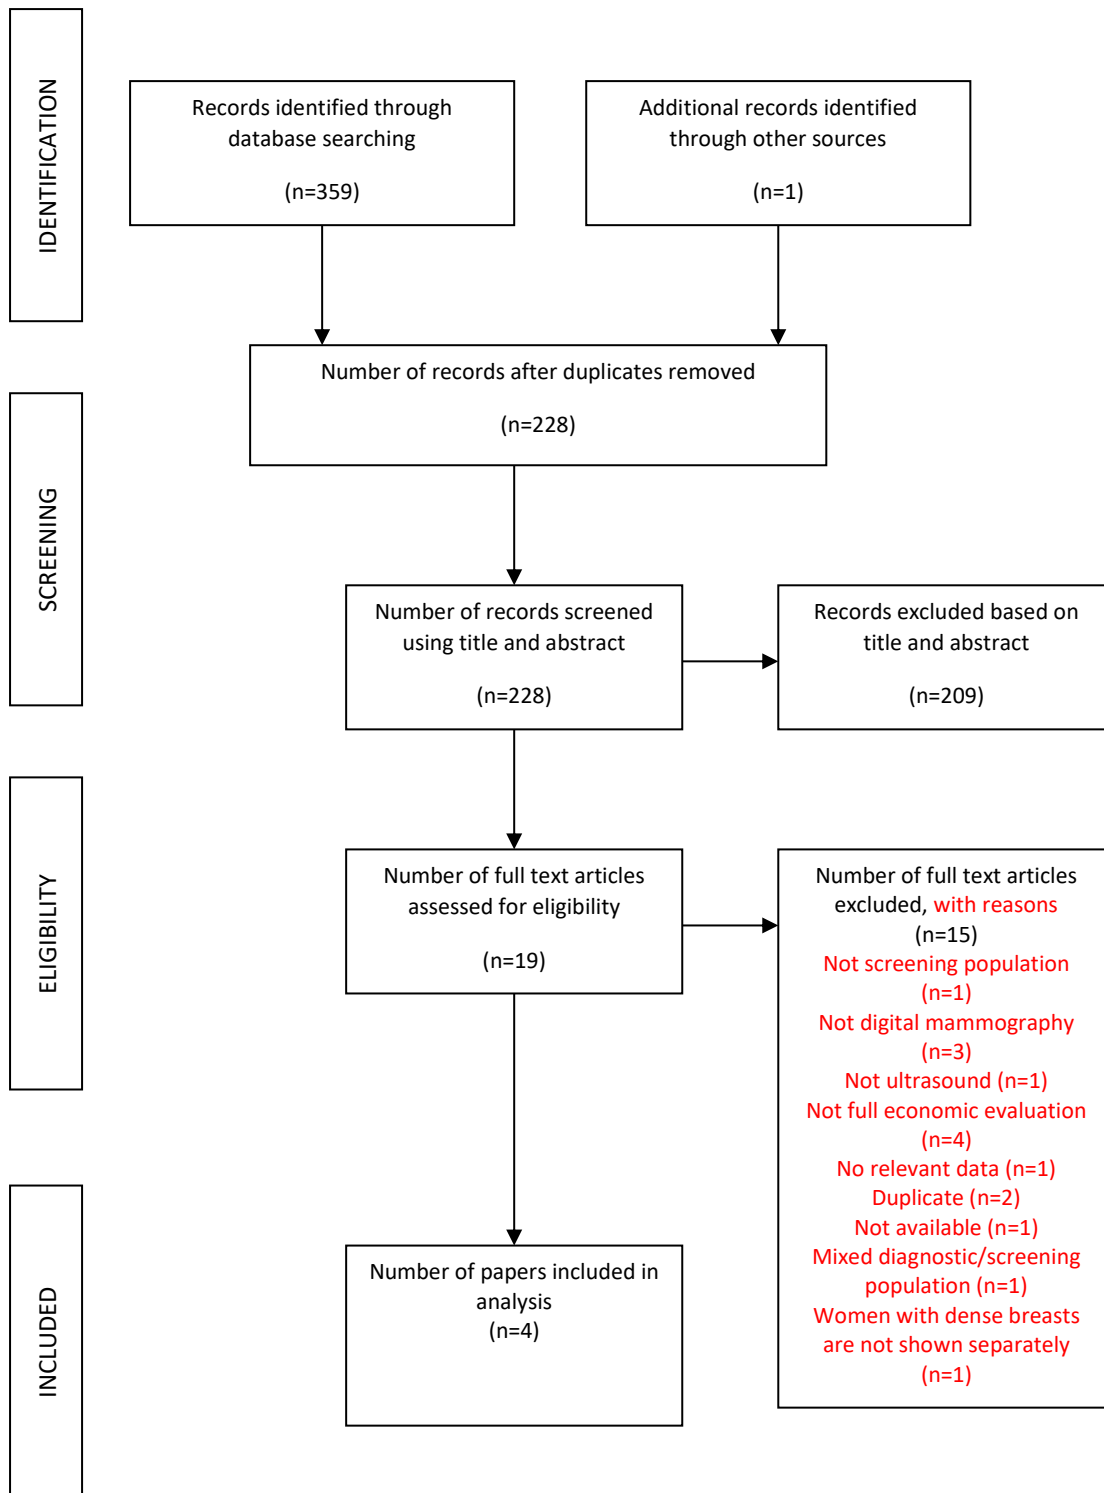 IDENTIFICATION
Records identified through
database searching
(n=359)
Additional records identified
through other sources
(n=1)
Number of records after duplicates removed
(n=228)
SCREENING
Number of records screened
using title and abstract
(n=228)
Records excluded based on
title and abstract
(n=209)
ELIGIBILITY
Number of full text articles
assessed for eligibility
(n=19)
Number of full text articles
excluded, with reasons
(n=15)
Not screening population
(n=1)
Not digital mammography
(n=3)
Not ultrasound (n=1)
Not full economic evaluation
(n=4)
No relevant data (n=1)
Duplicate (n=2)
Not available (n=1)
Mixed diagnostic/screening
population (n=1)
Women with dense breasts
are not shown separately
(n=1)
INCLUDED
Number of papers included in
analysis
(n=4)